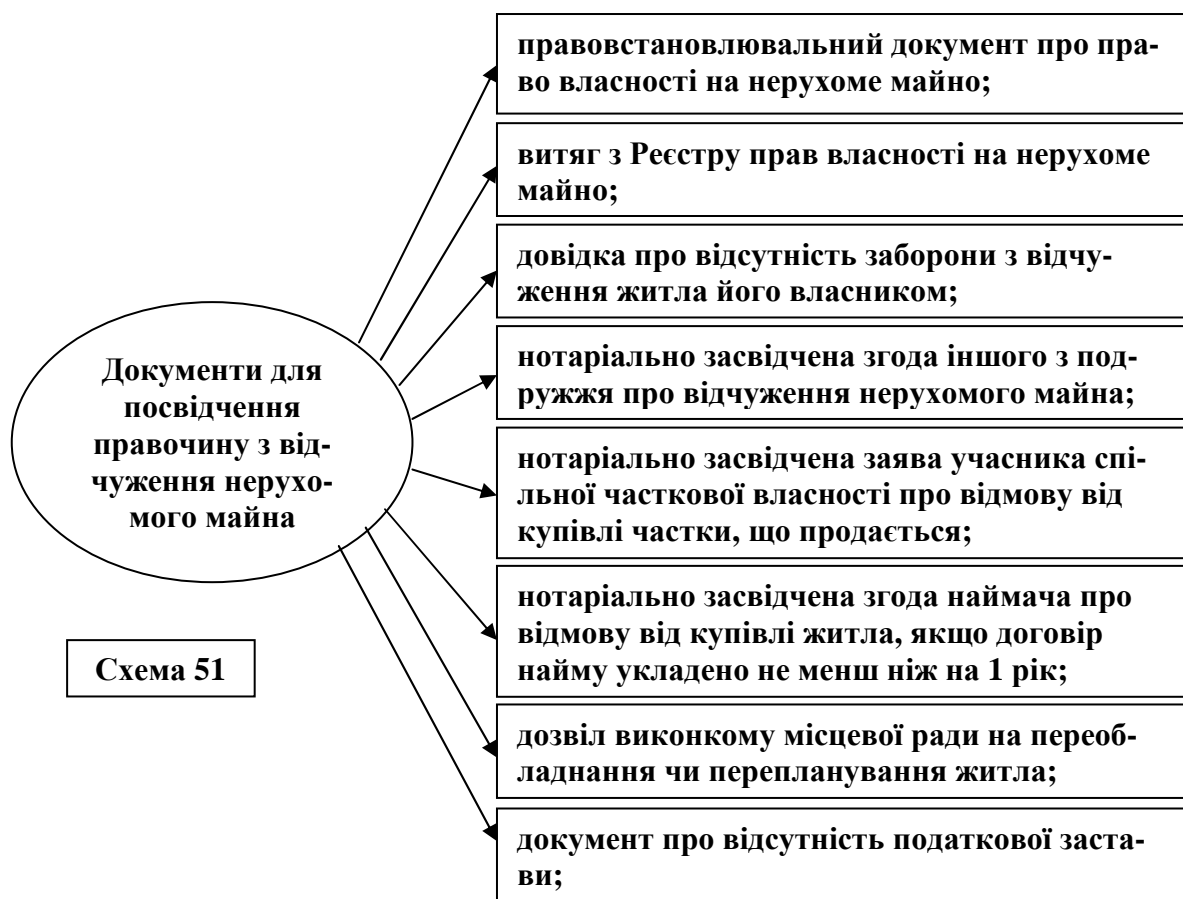 Документи для
посвідчення
правочину з від-
чуження нерухо-
мого майна
Схема 51
правовстановлювальний документ про пра-
во власності на нерухоме майно;
витяг з Реєстру прав власності на нерухоме
майно;
довідка про відсутність заборони з відчу-
ження житла його власником;
нотаріально засвідчена згода іншого з под-
ружжя про відчуження нерухомого майна;
нотаріально засвідчена заява учасника спі-
льної часткової власності про відмову від
купівлі частки, що продається;
нотаріально засвідчена згода наймача про
відмову від купівлі житла, якщо договір
найму укладено не менш ніж на 1 рік;
дозвіл виконкому місцевої ради на переоб-
ладнання чи перепланування житла;
документ про відсутність податкової заста-
ви;